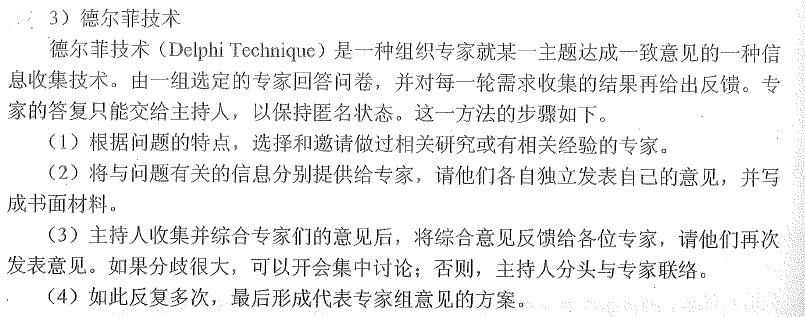 3）德尔菲技术
德尔菲技术（Delphi Technique）是一种组织专家就某一主题达成一致意见的一种信
息收集技术。由一组选定的专家回答问卷，并对每一轮需求收集的结果再给出反馈。专
家的答复只能交给主持人，以保持匿名状态。这一方法的步骤如下。
（1）根据问题的特点，选择和邀请做过相关研究或有相关经验的专家。
（2）将与问题有关的信息分别提供给专家，请他们各自独立发表自己的意见，并写
成书面材料。
（3）主持人收集并综合专家们的意见后，将综合意见反馈给各位专家，请他们再次
发表意见。如果分歧很大，可以开会集中讨论；否则，主持人分头与专家联络。
（4）如此反复多次，最后形成代表专家组意见的方案。